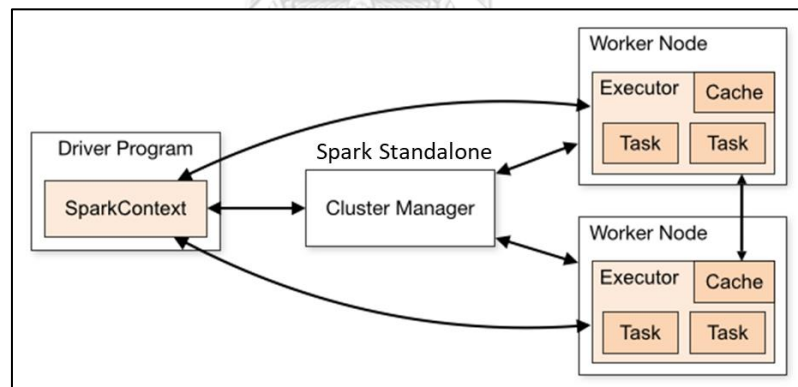 Driver Program
SparkContext
Spark Standalone
Cluster Manager
Worker Node
Executor
Cache
Task
Task
Worker Node
Executor
Cache
Task
Task